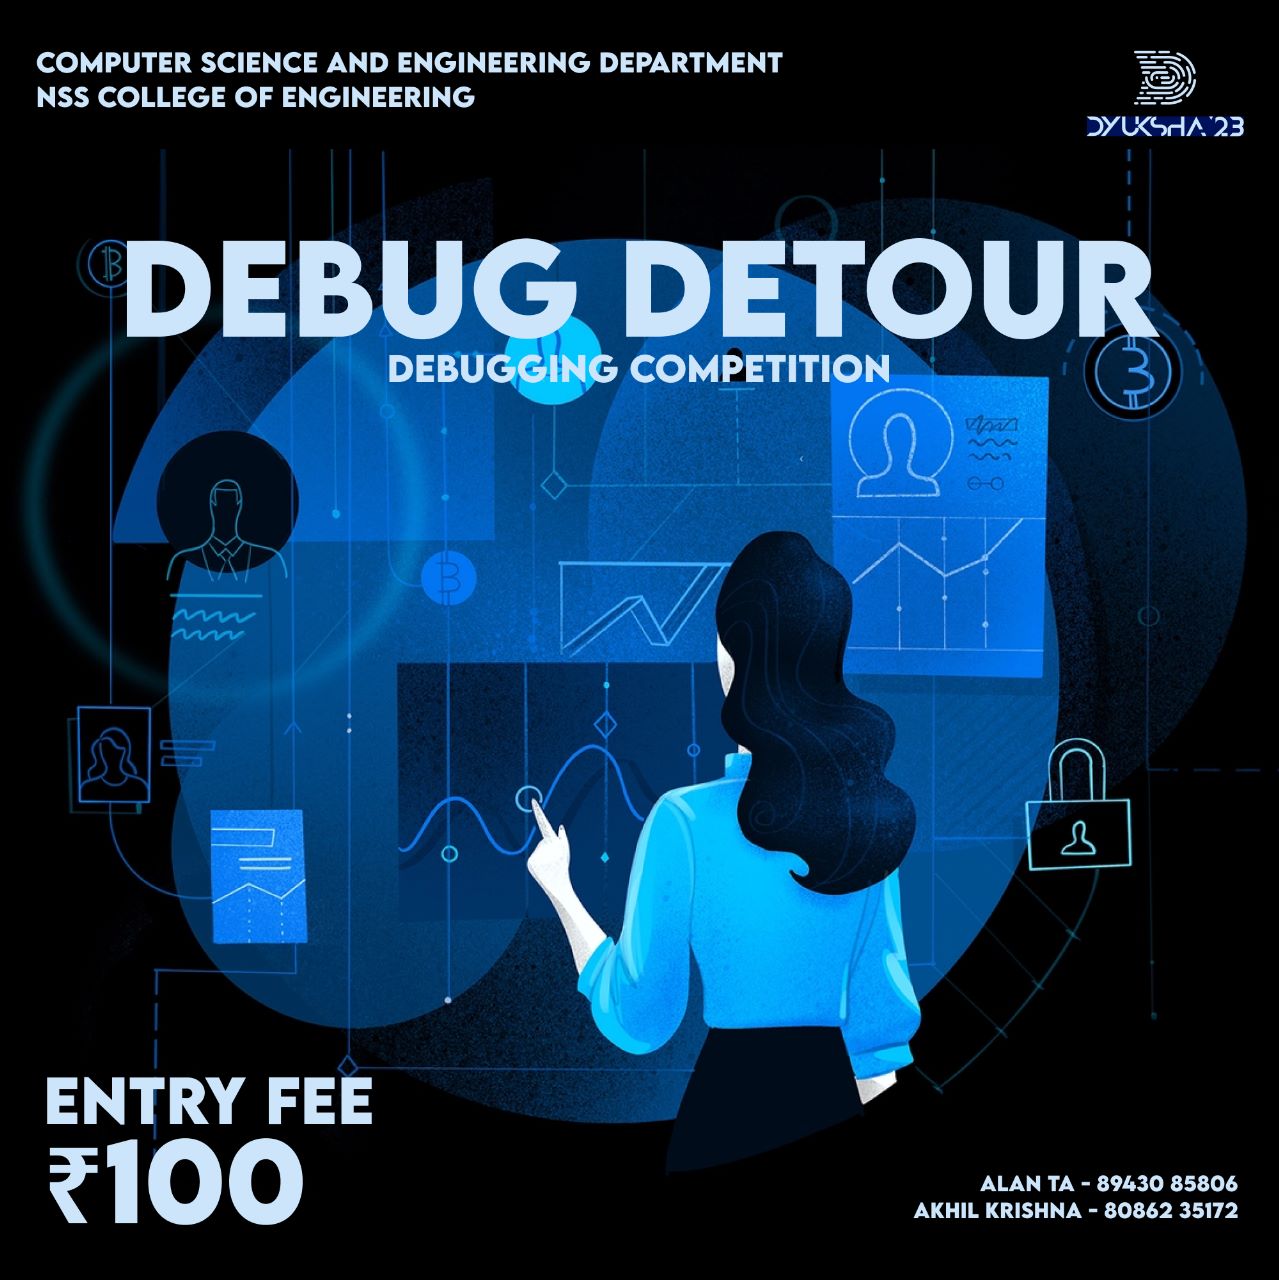 COMPUTER SCIENCE AND ENGINEERING DEPARTMENT
NSS COLLEGE OF ENGINEERING
DYUKSHA'23
DEBUG DETOUR
DEBUGGING COMPETITION
ENTRY FEE
₹100
ALAN TA - 89430 85806
AKHIL KRISHNA - 80862 35172